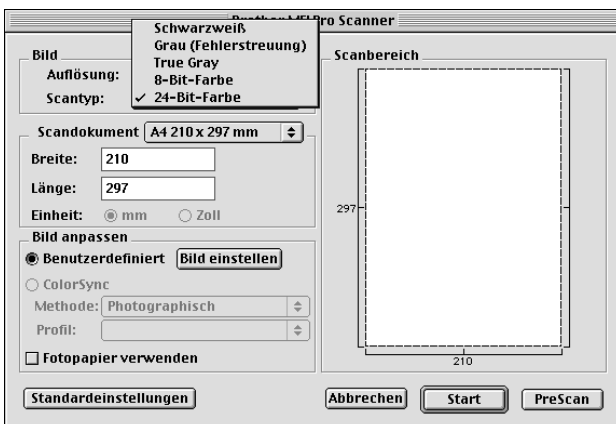 Pro Scanner
Schwarzweiß
Grau (Fehlerstreuung)
True Gray
8-Bit-Farbe
✓ 24-Bit-Farbe
Bild
Auflösung:
Scantyp:
Scandokument A4 210 x 297 mm
Breite: 210
Länge: 297
Einheit: mm Zoll
Bild anpassen
Benutzerdefiniert Bild einstellen
ColorSync
Methode: Photographisch
Profil:
Fotopapier verwenden
Scanbereich
297
210
Standardeinstellungen Abbrechen Start PreScan